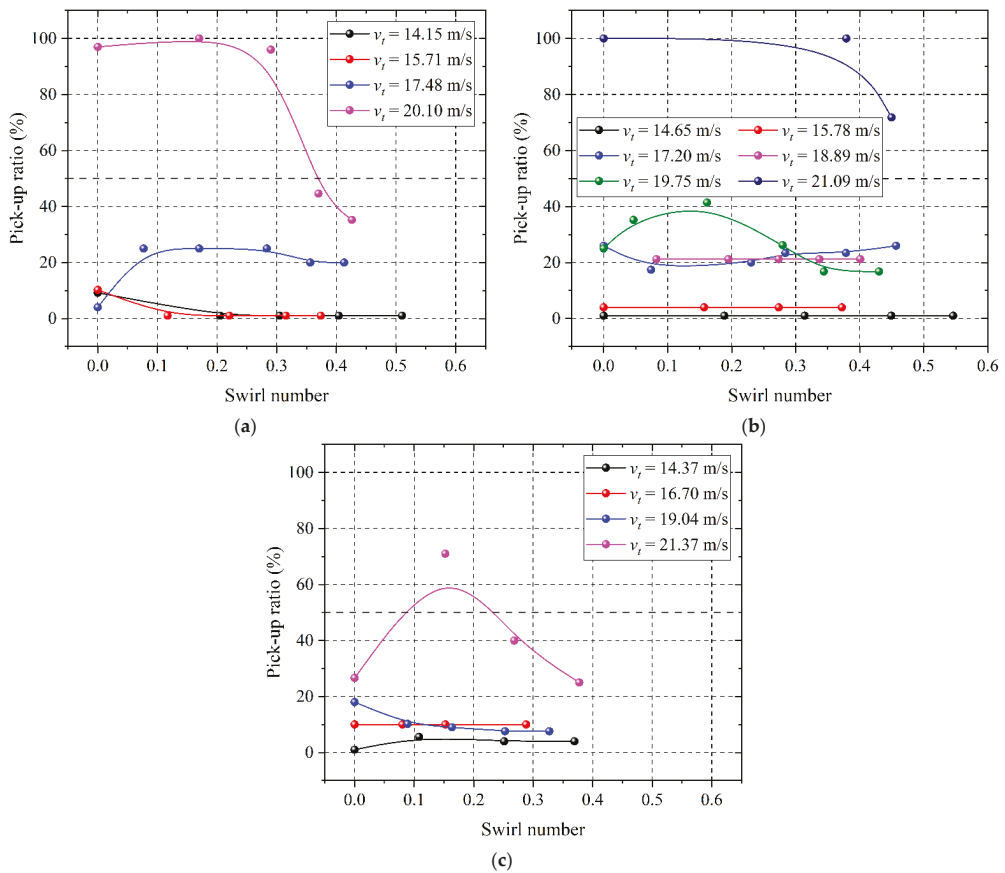 100
80
60
40
20
0
Pick-up ratio (%)
v_t = 14.15 m/s
v_t = 15.71 m/s
v_t = 17.48 m/s
v_t = 20.10 m/s
0.0 0.1 0.2 0.3 0.4 0.5 0.6
Swirl number
(a)
100
80
60
40
20
0
Pick-up ratio (%)
v_t = 14.65 m/s v_t = 15.78 m/s
v_t = 17.20 m/s v_t = 18.89 m/s
v_t = 19.75 m/s v_t = 21.09 m/s
0.0 0.1 0.2 0.3 0.4 0.5 0.6
Swirl number
(b)
100
80
60
40
20
0
Pick-up ratio (%)
v_t = 14.37 m/s
v_t = 16.70 m/s
v_t = 19.04 m/s
v_t = 21.37 m/s
0.0 0.1 0.2 0.3 0.4 0.5 0.6
Swirl number
(c)